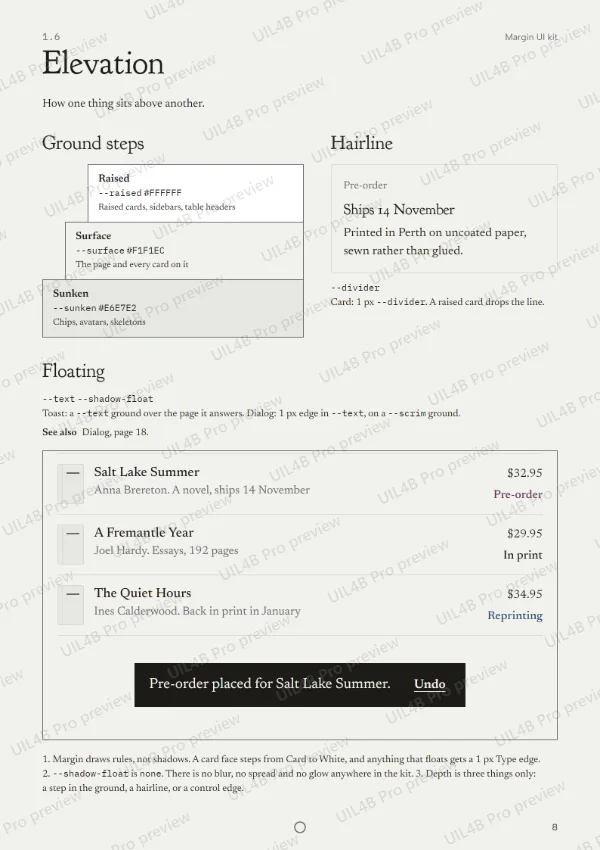 1.6
Margin UI kit
Elevation
How one thing sits above another.
Ground steps
Raised
--raised #FFFFFF
Raised cards, sidebars, table headers
Surface
--surface #F1F1EC
The page and every card on it
Sunken
--sunken #E6E7E2
Chips, avatars, skeletons
Hairline
Pre-order
Ships 14 November
Printed in Perth on uncoated paper,
sewn rather than glued.
--divider
Card: 1 px --divider. A raised card drops the line.
Floating
--text --shadow-float
Toast: a --text ground over the page it answers. Dialog: 1 px edge in --text, on a --scrim ground.
See also Dialog, page 18.
Salt Lake Summer
$32.95
Anna Brereton. A novel, ships 14 November
Pre-order
A Fremantle Year
$29.95
Joel Hardy. Essays, 192 pages
In print
The Quiet Hours
$34.95
Ines Calderwood. Back in print in January
Reprinting
Pre-order placed for Salt Lake Summer. Undo
1. Margin draws rules, not shadows. A card face steps from Card to White, and anything that floats gets a 1 px Type edge.
2. --shadow-float is none. There is no blur, no spread and no glow anywhere in the kit. 3. Depth is three things only:
a step in the ground, a hairline, or a control edge.
8
UIL4B Pro preview